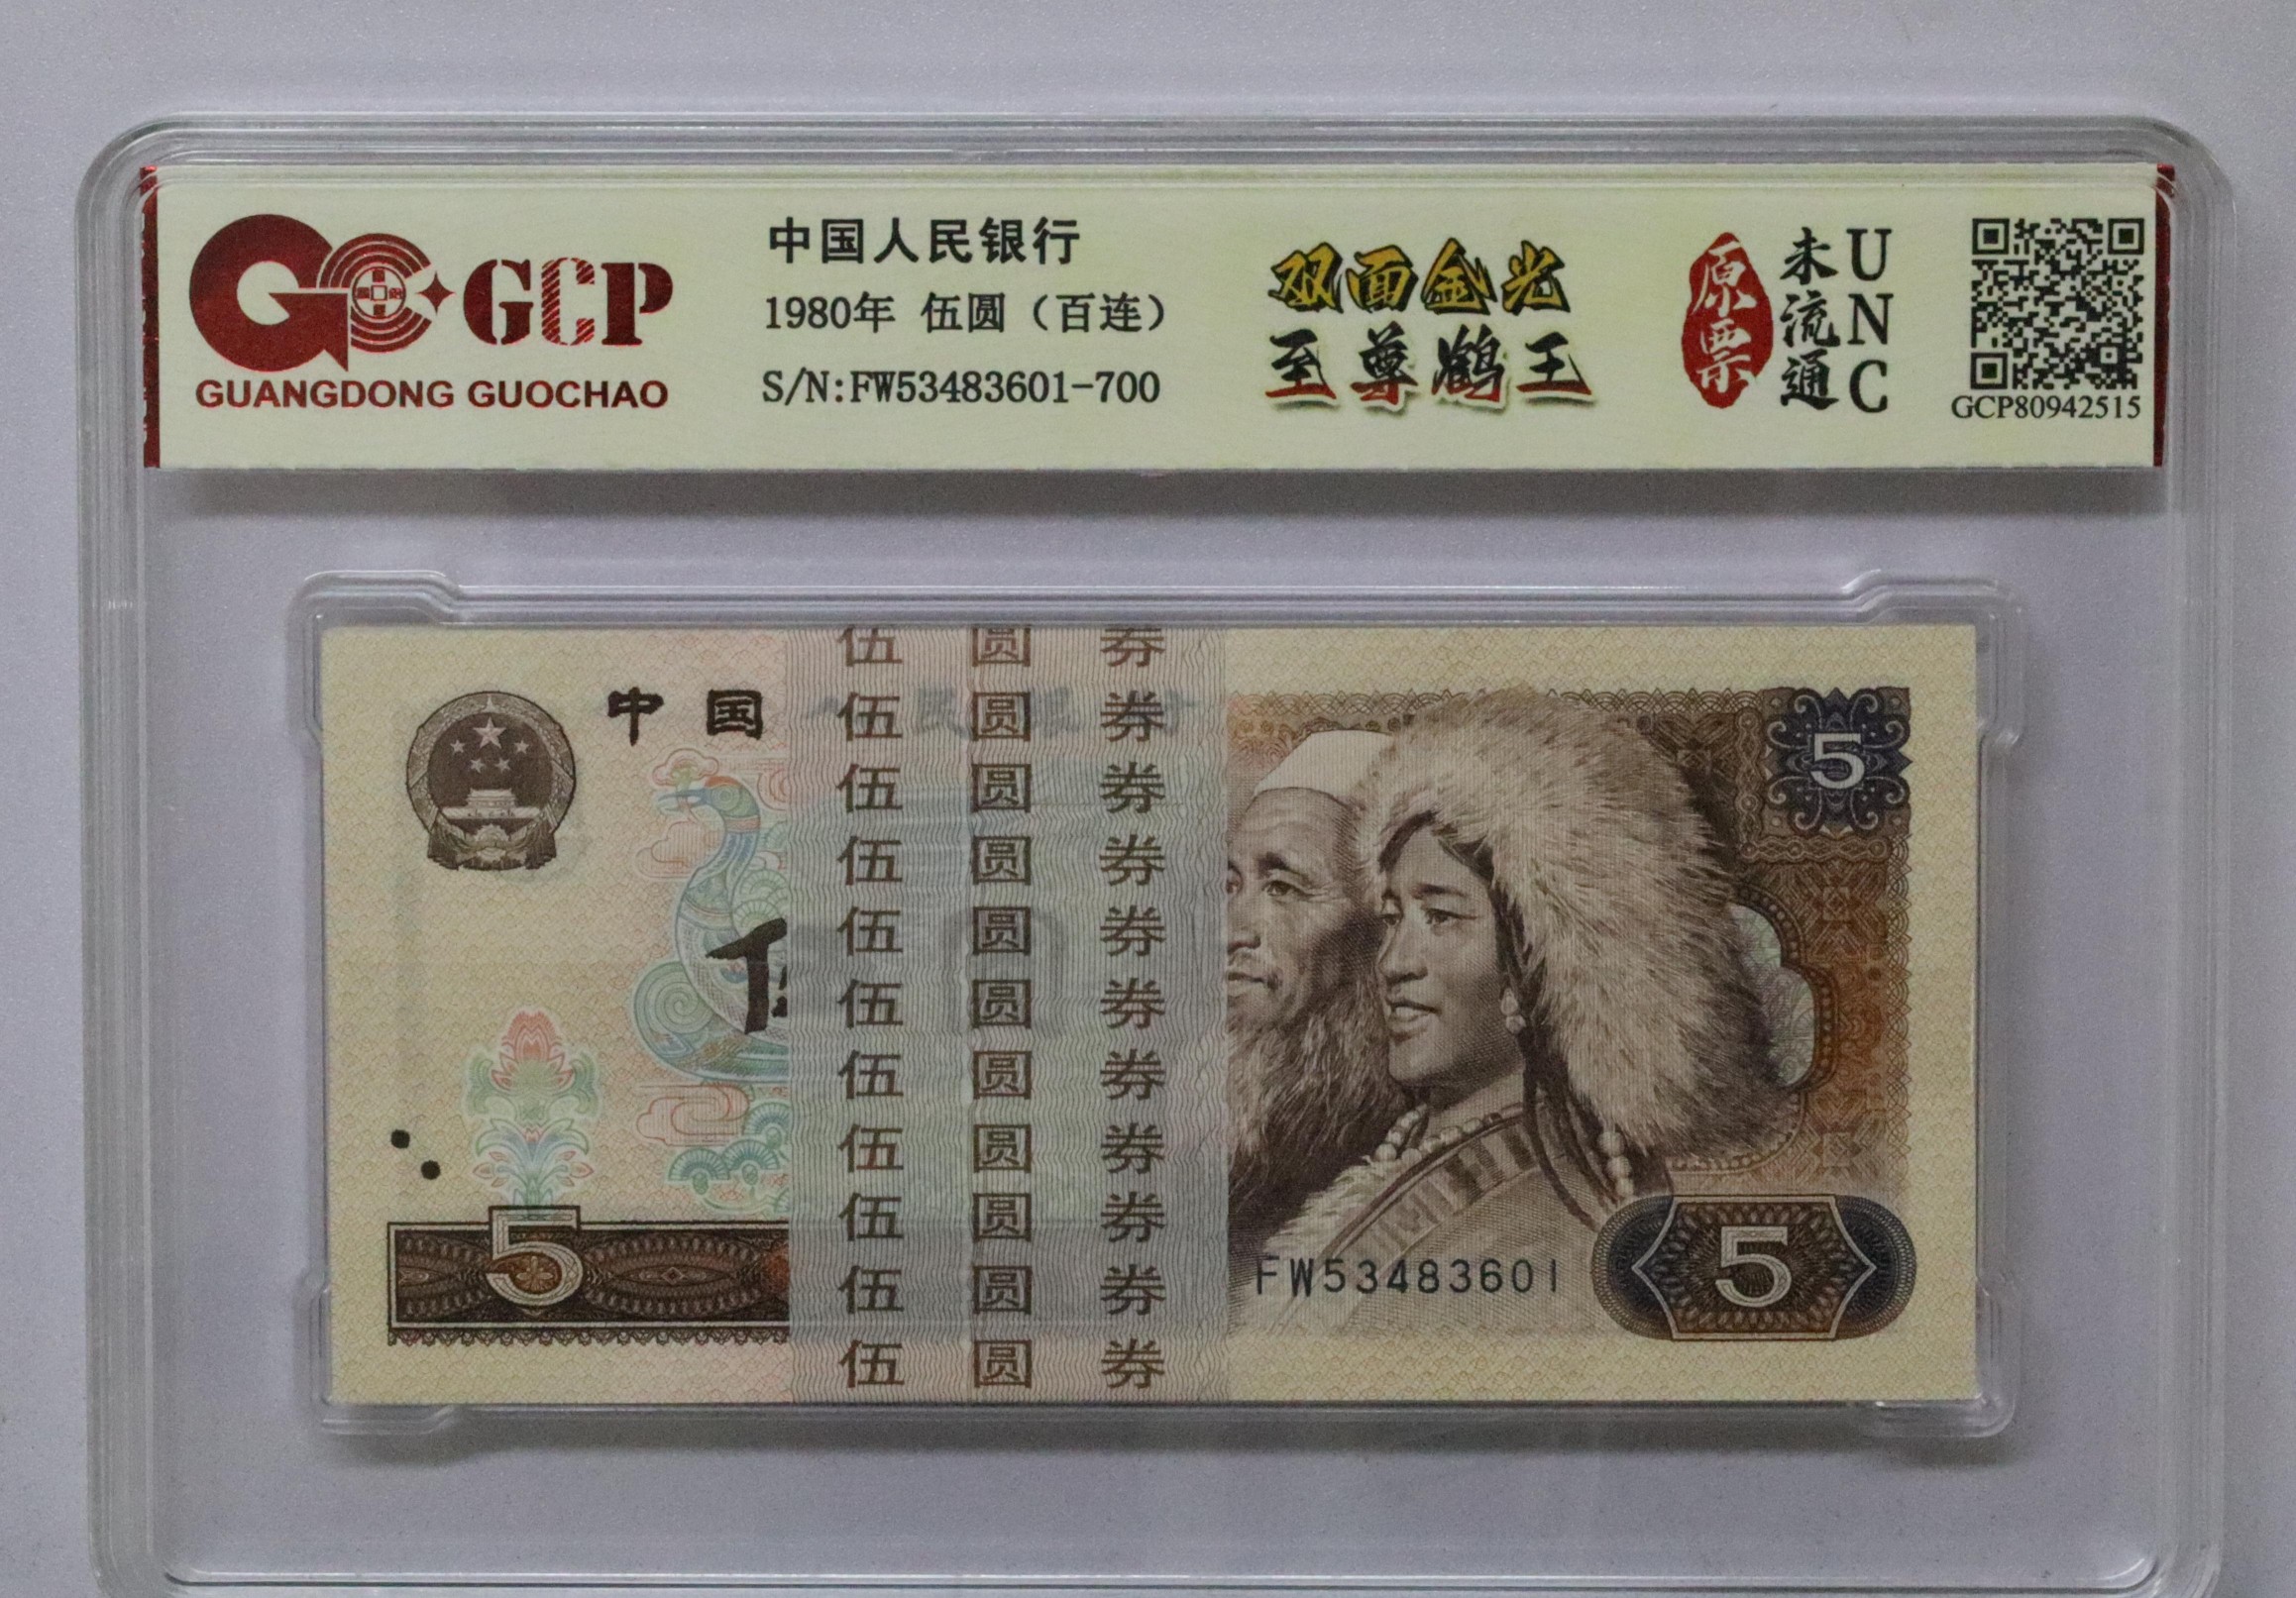 GCP
GUANGDONG GUOCHAO
中国人民银行
1980年 伍圆（百连）
S/N:FW53483601-700
双面金光
至尊鹤王
原票
未流通
UNC
GCP80942515
中国
伍 圆 券
伍 圆 券
伍 圆 券
伍 圆 券
伍 圆 券
伍 圆 券
伍 圆 券
伍 圆 券
伍 圆 券
伍 圆 券
伍 圆 券
5
5
FW53483601
5